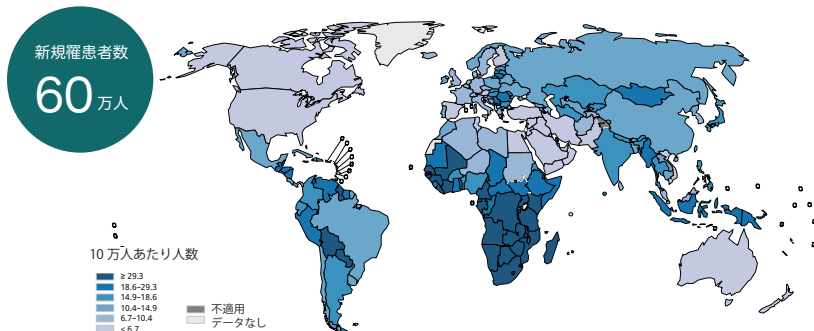 新規罹患者数
60 万人
10 万人あたり人数
≥ 29.3
18.6–29.3
14.9–18.6
10.4–14.9
6.7–10.4
< 6.7
不適用
データなし